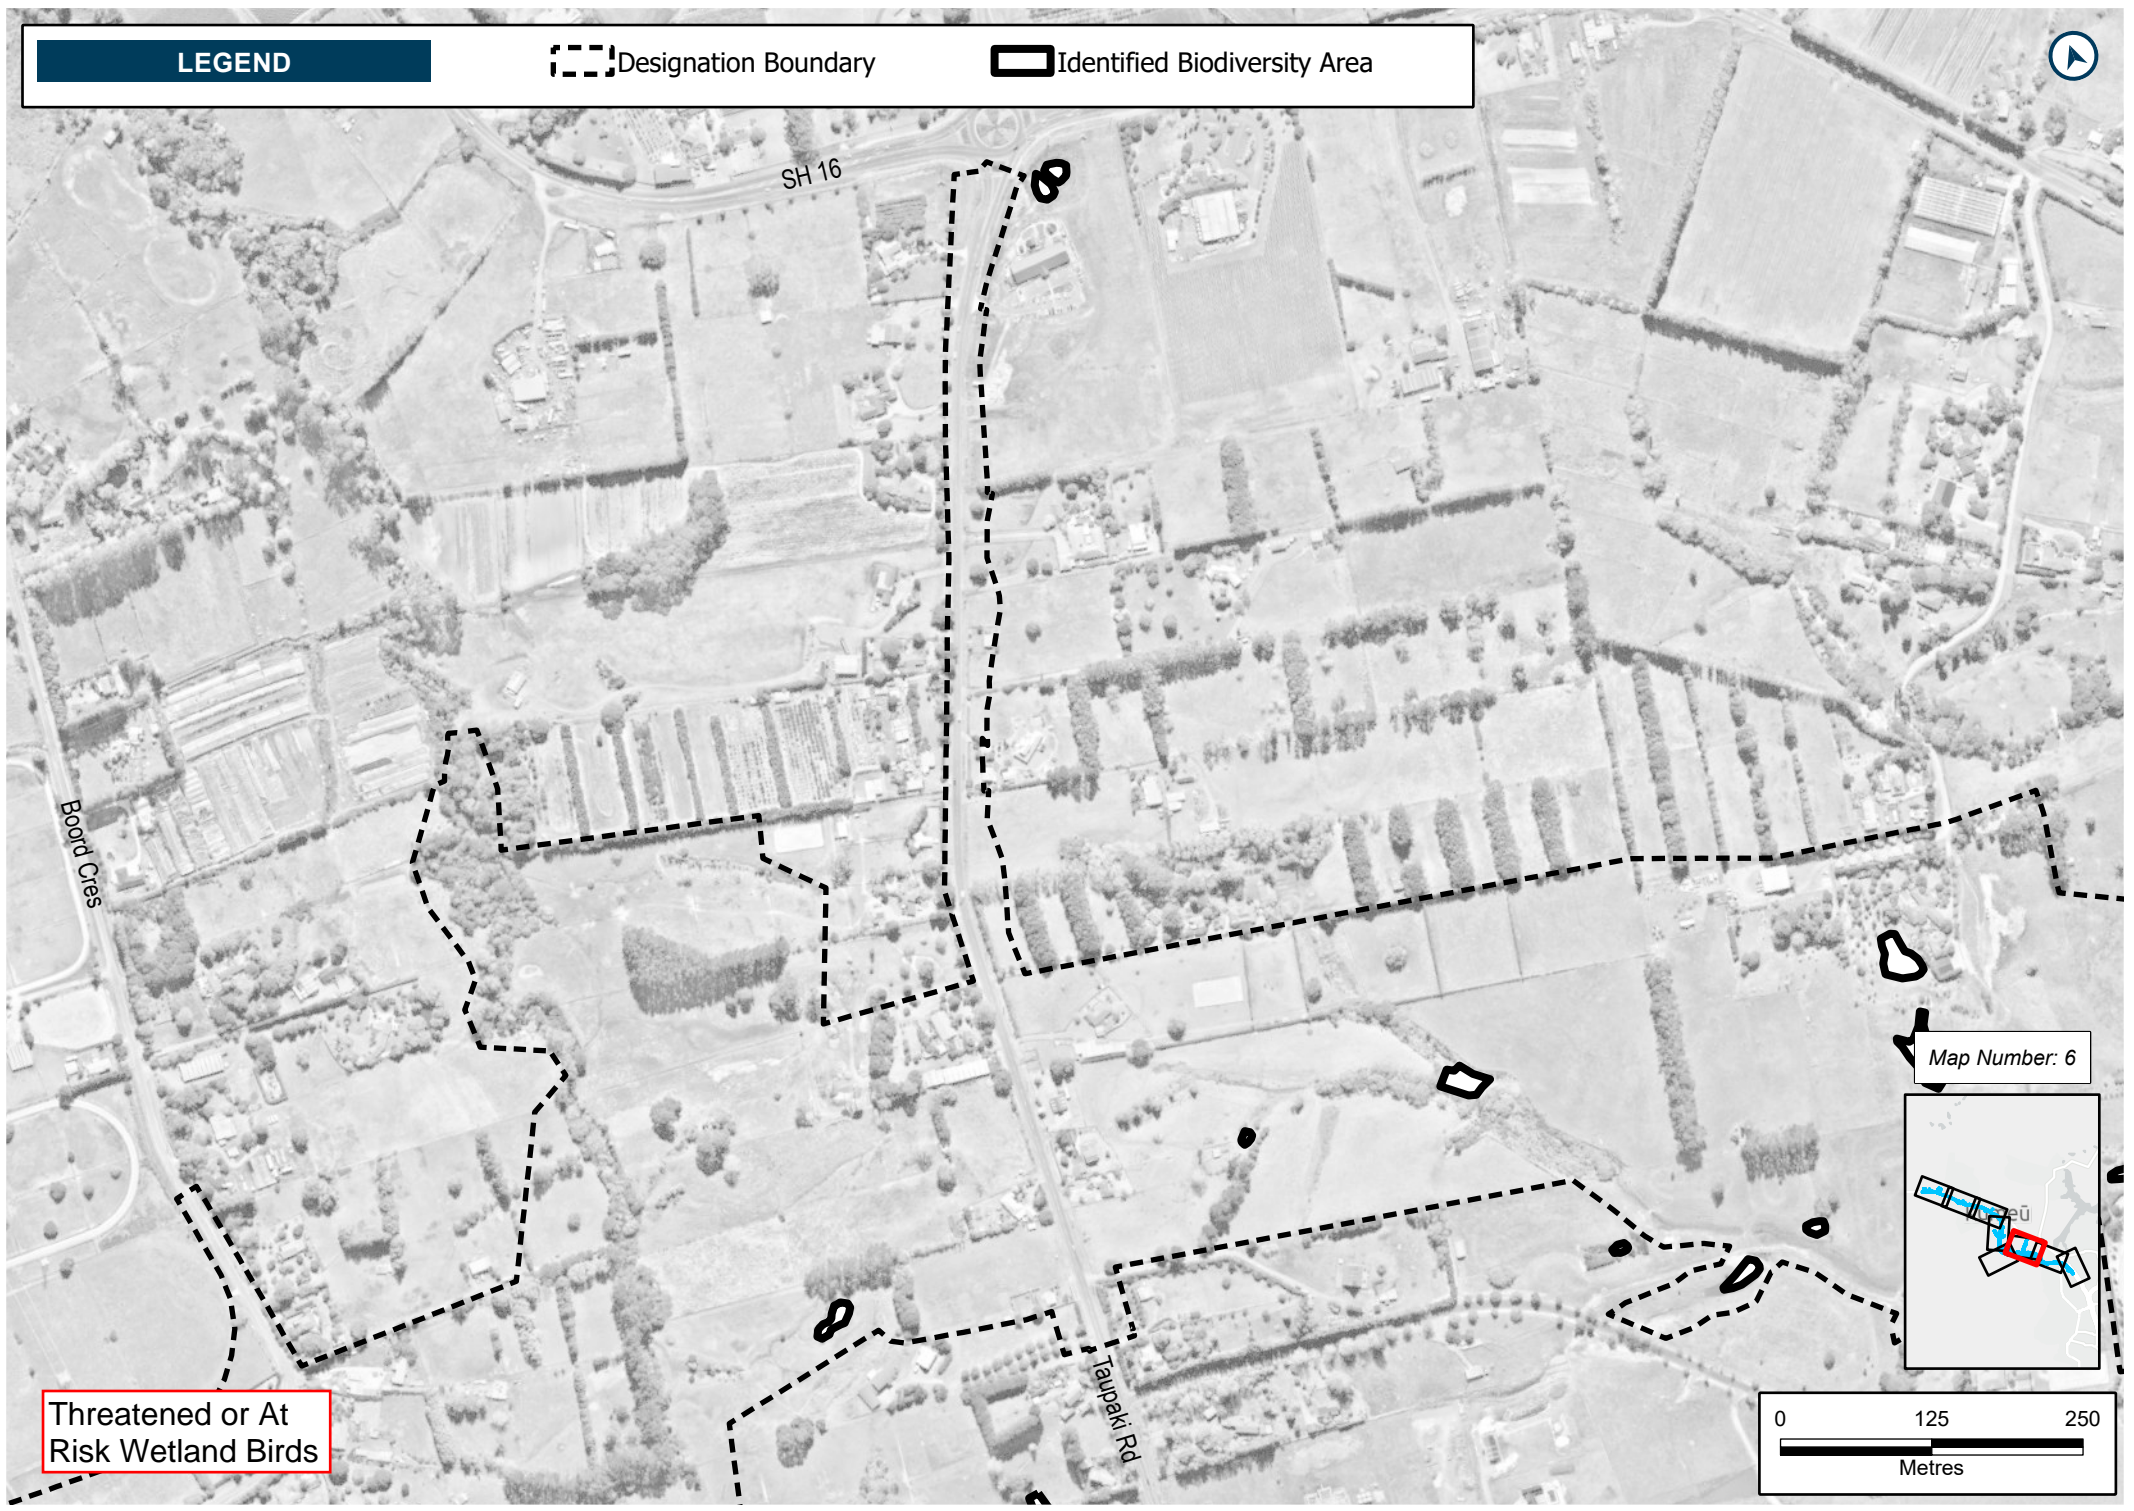 LEGEND
Designation Boundary
Identified Biodiversity Area
SH 16
Boord Cres
Map Number: 6
Taupaki Rd
Threatened or At
Risk Wetland Birds
0 125 250
Metres